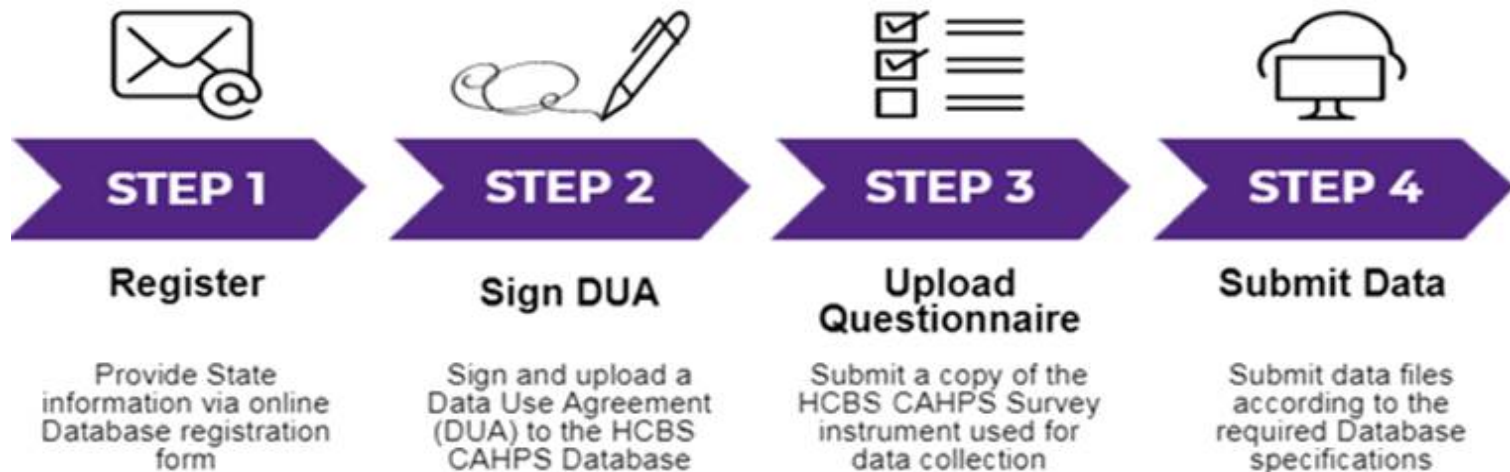 STEP 1
Register
Provide State
information via online
Database registration
form
STEP 2
Sign DUA
Sign and upload a
Data Use Agreement
(DUA) to the HCBS
CAHPS Database
STEP 3
Upload
Questionnaire
Submit a copy of the
HCBS CAHPS Survey
instrument used for
data collection
STEP 4
Submit Data
Submit data files
according to the
required Database
specifications